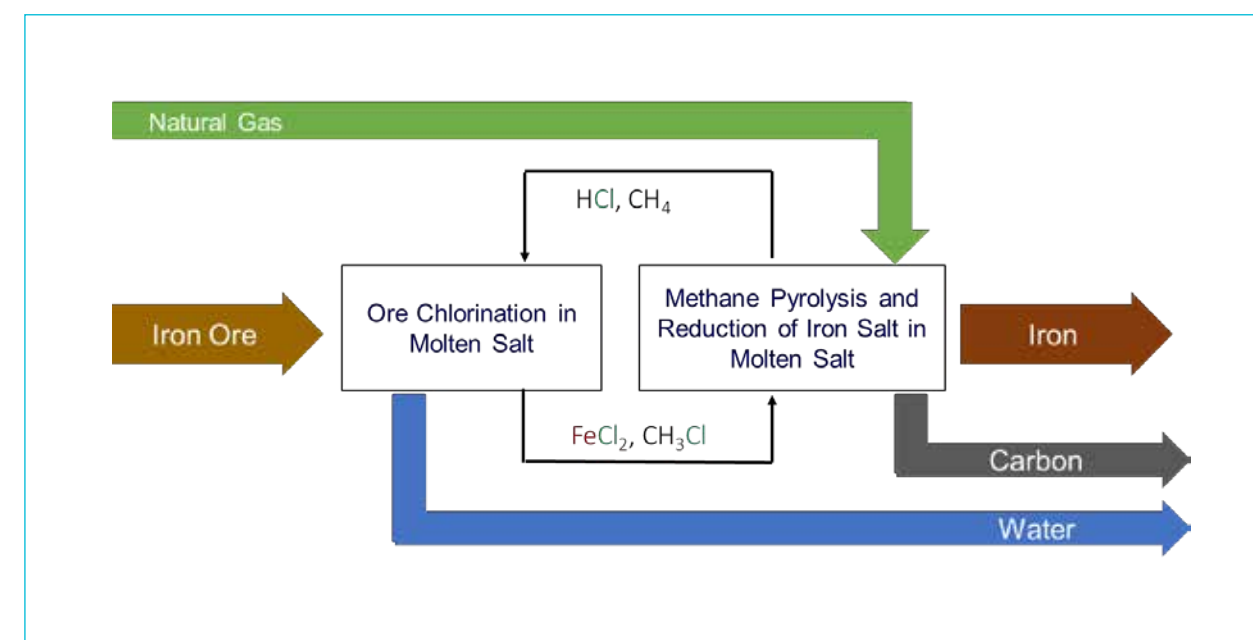 Natural Gas
HCl, CH₄
Iron Ore
Ore Chlorination in
Molten Salt
Methane Pyrolysis and
Reduction of Iron Salt in
Molten Salt
Iron
FeCl₂, CH₃Cl
Carbon
Water